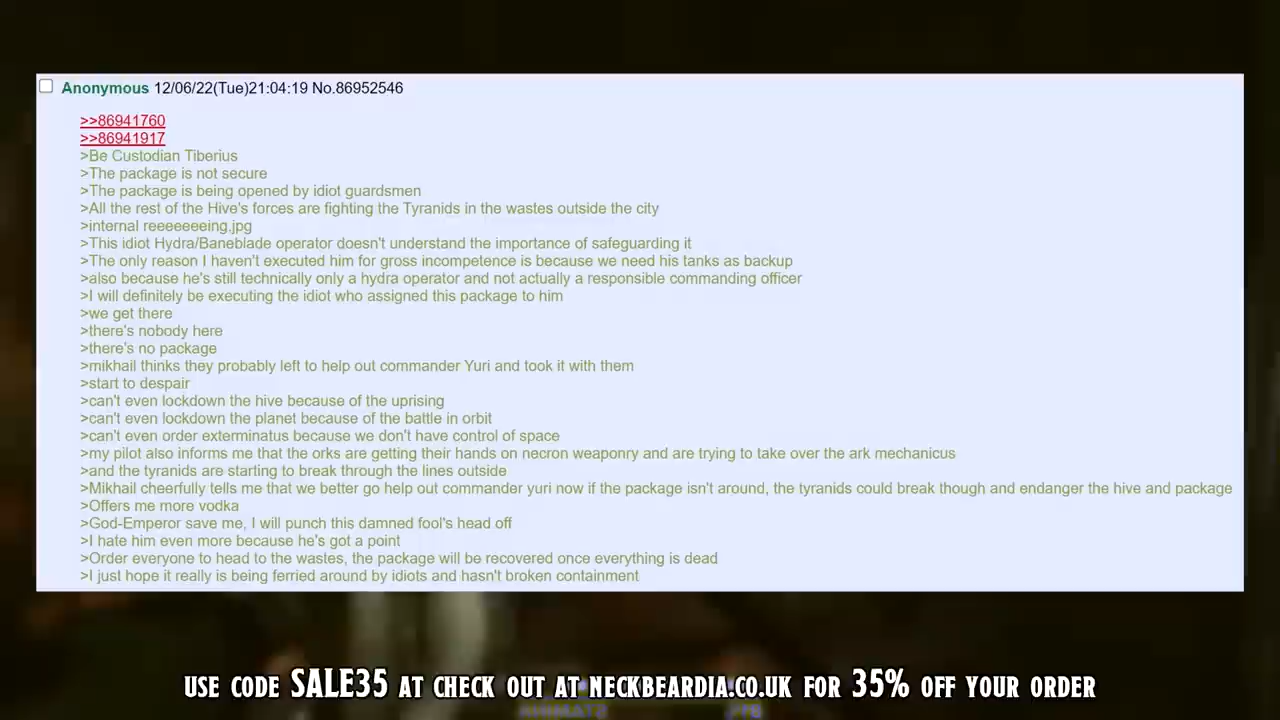 Anonymous 12/06/22(Tue)21:04:19 No.86952546
>>86941760
>>86941917
>Be Custodian Tiberius
>The package is not secure
>The package is being opened by idiot guardsmen
>All the rest of the Hive's forces are fighting the Tyranids in the wastes outside the city
>internal reeeeeeeing.jpg
>This idiot Hydra/Baneblade operator doesn't understand the importance of safeguarding it
>The only reason I haven't executed him for gross incompetence is because we need his tanks as backup
>also because he's still technically only a hydra operator and not actually a responsible commanding officer
>I will definitely be executing the idiot who assigned this package to him
>we get there
>there's nobody here
>there's no package
>mikhail thinks they probably left to help out commander Yuri and took it with them
>start to despair
>can't even lockdown the hive because of the uprising
>can't even lockdown the planet because of the battle in orbit
>can't even order exterminatus because we don't have control of space
>my pilot also informs me that the orks are getting their hands on necron weaponry and are trying to take over the ark mechanicus
>and the tyranids are starting to break through the lines outside
>Mikhail cheerfully tells me that we better go help out commander yuri now if the package isn't around, the tyranids could break though and endanger the hive and package
>Offers me more vodka
>God-Emperor save me, I will punch this damned fool's head off
>I hate him even more because he's got a point
>Order everyone to head to the wastes, the package will be recovered once everything is dead
>I just hope it really is being ferried around by idiots and hasn't broken containment
USE CODE SALE35 AT CHECK OUT AT NECKBEARDIA.CO.UK FOR 35% OFF YOUR ORDER